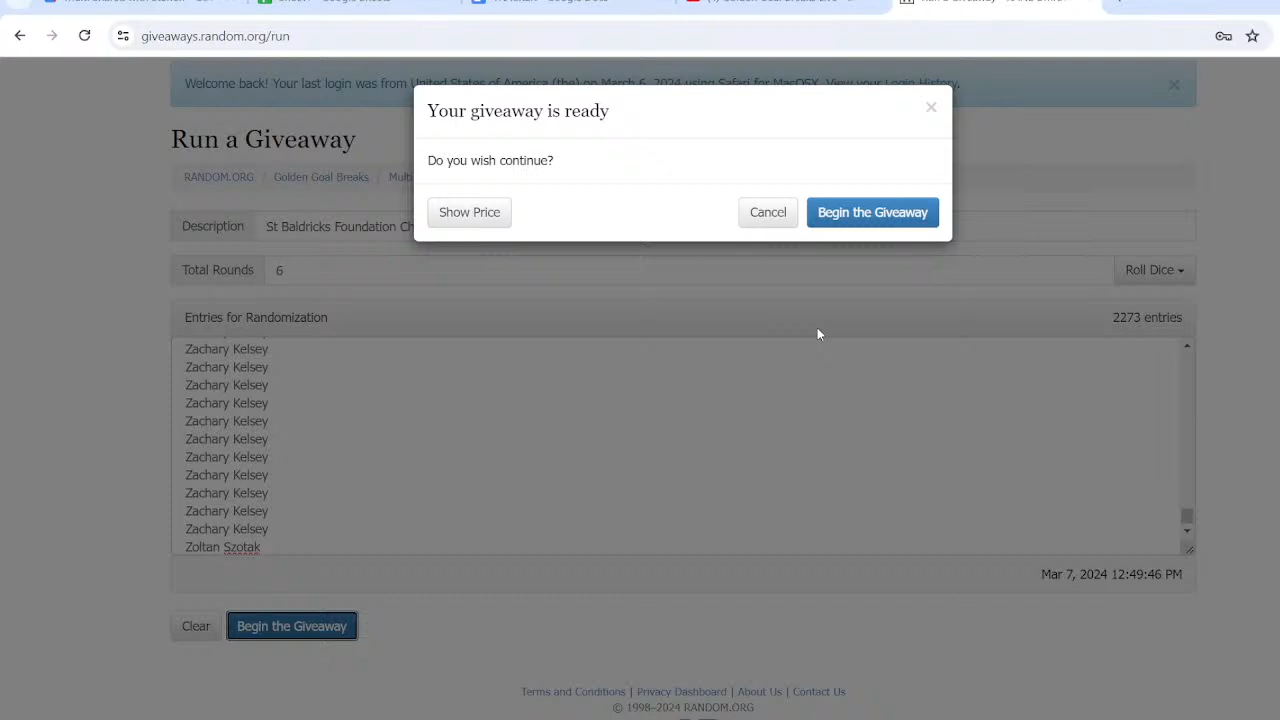 giveaways.random.org/run
Welcome back! Your last login was from United States of America (the) on March 6, 2024 using Safari for MacOSX. View your Login History.
Your giveaway is ready
Do you wish continue?
Show Price
Cancel
Begin the Giveaway
Run a Giveaway
RANDOM.ORG / Golden Goal Breaks /
Description
St Baldricks Foundation
Total Rounds
6
Roll Dice
Entries for Randomization
2273 entries
Zachary Kelsey
Zachary Kelsey
Zachary Kelsey
Zachary Kelsey
Zachary Kelsey
Zachary Kelsey
Zachary Kelsey
Zachary Kelsey
Zachary Kelsey
Zachary Kelsey
Zachary Kelsey
Zoltan Szotak
Mar 7, 2024 12:49:46 PM
Clear
Begin the Giveaway
Terms and Conditions | Privacy Dashboard | About Us | Contact Us
© 1998–2024 RANDOM.ORG